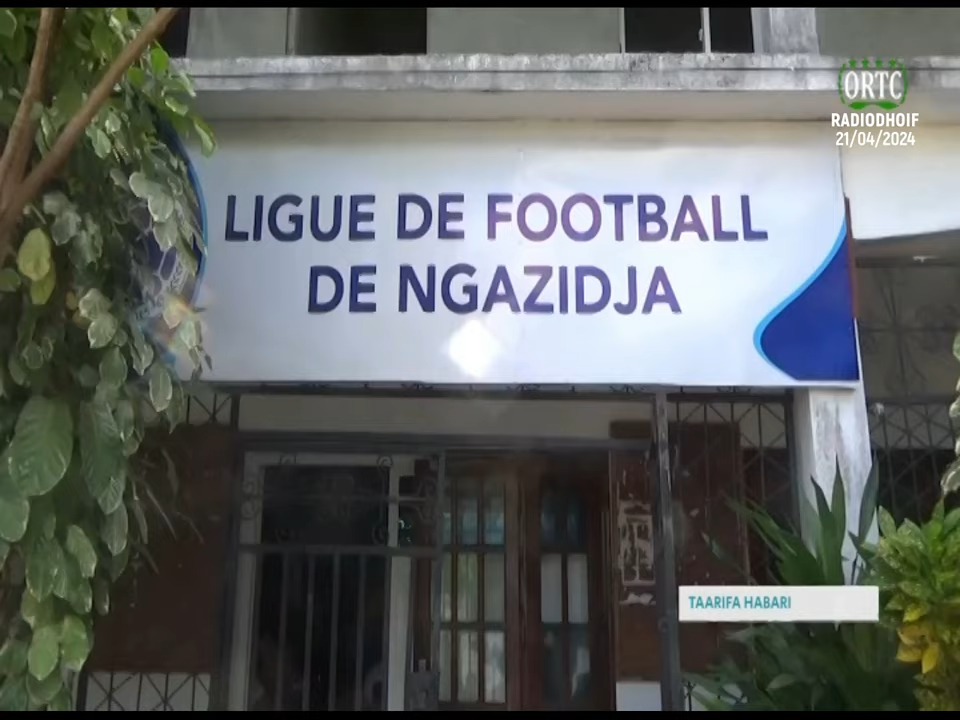 ORTC
RADIODHOIF
21/04/2024
LIGUE DE FOOTBALL
DE NGAZIDJA
TAARIFA HABARI